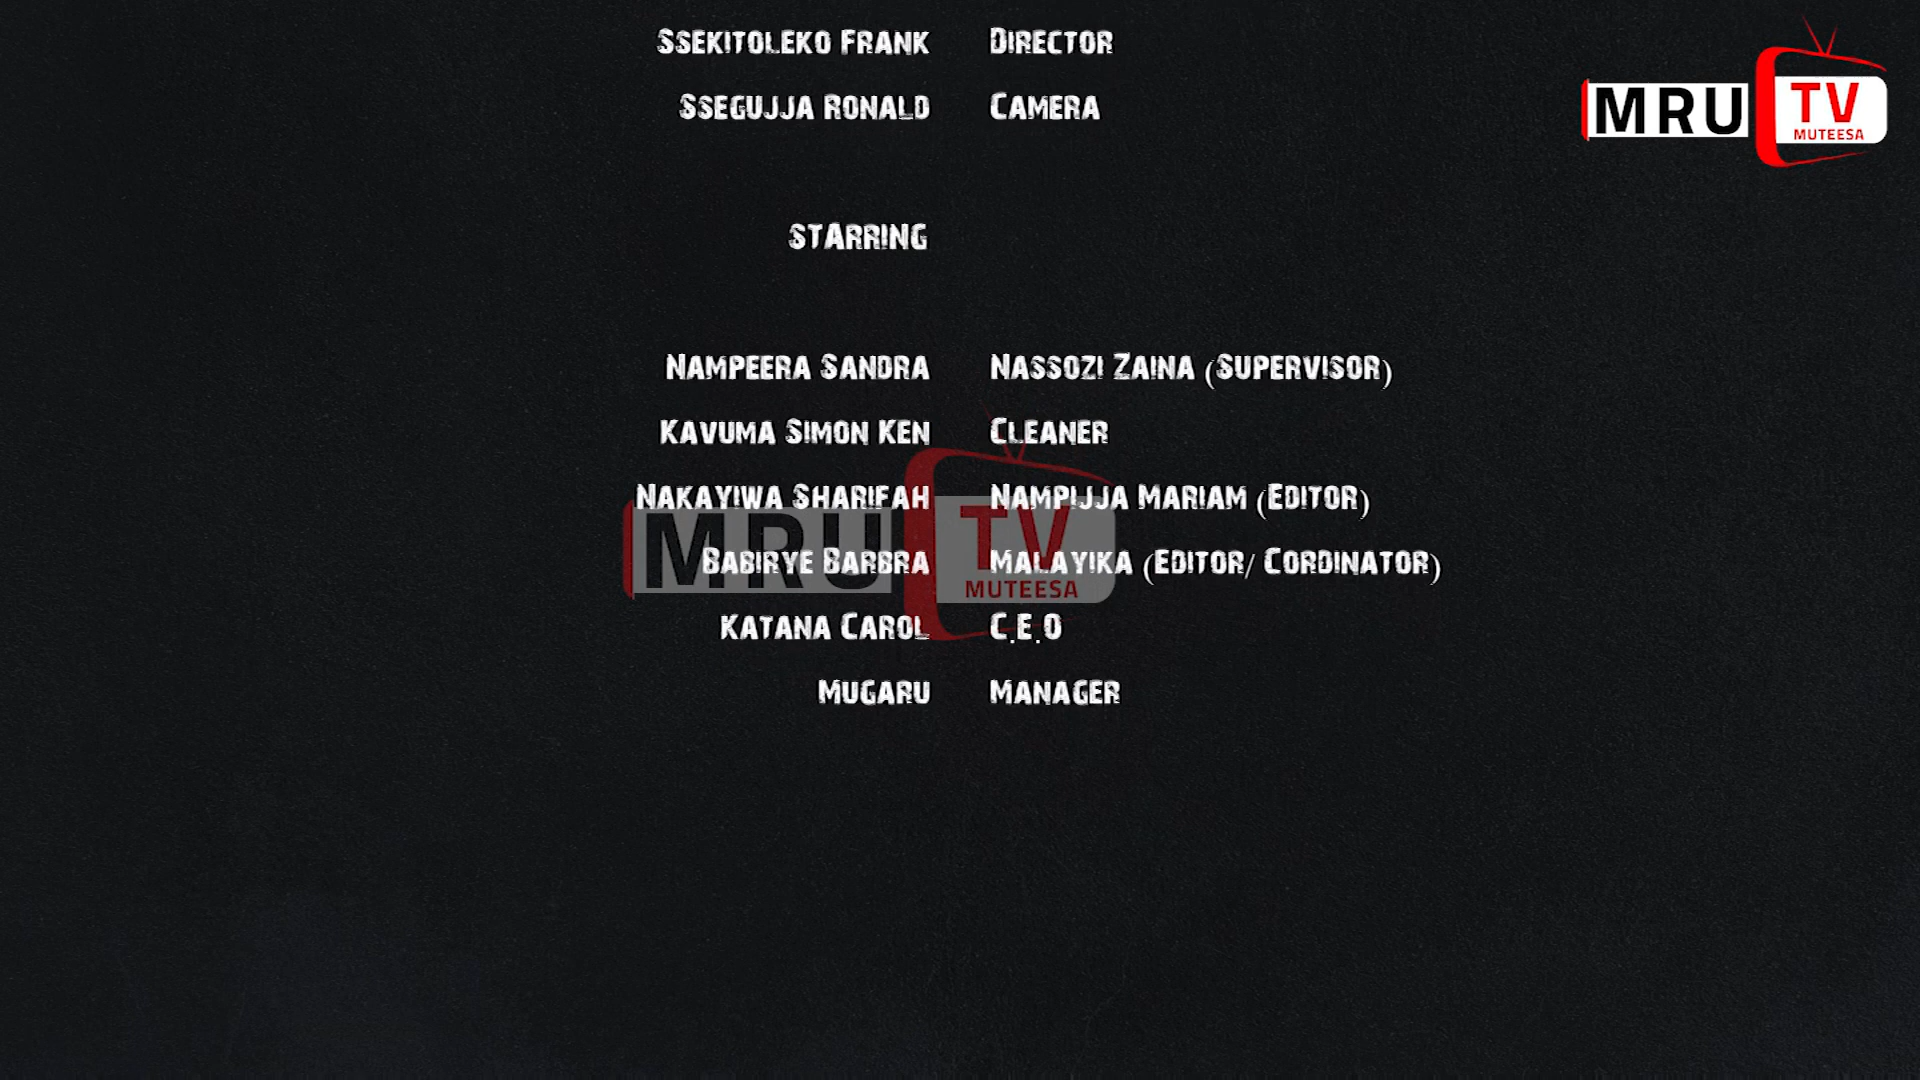 Ssekitoleko Frank Director
Ssegujja Ronald Camera
MRU TV
MUTEESA
STARRING
Nampeera Sandra Nassozi Zaina (Supervisor)
Kavuma Simon Ken Cleaner
Nakayiwa Sharifah Nampijja Mariam (Editor)
MRU TV
Babirye Barbra Malayika (Editor/ Cordinator)
MUTEESA
Katana Carol C.E.O
Mugaru Manager